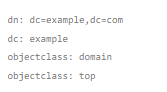 dn: dc=example,dc=com
dc: example
objectclass: domain
objectclass: top